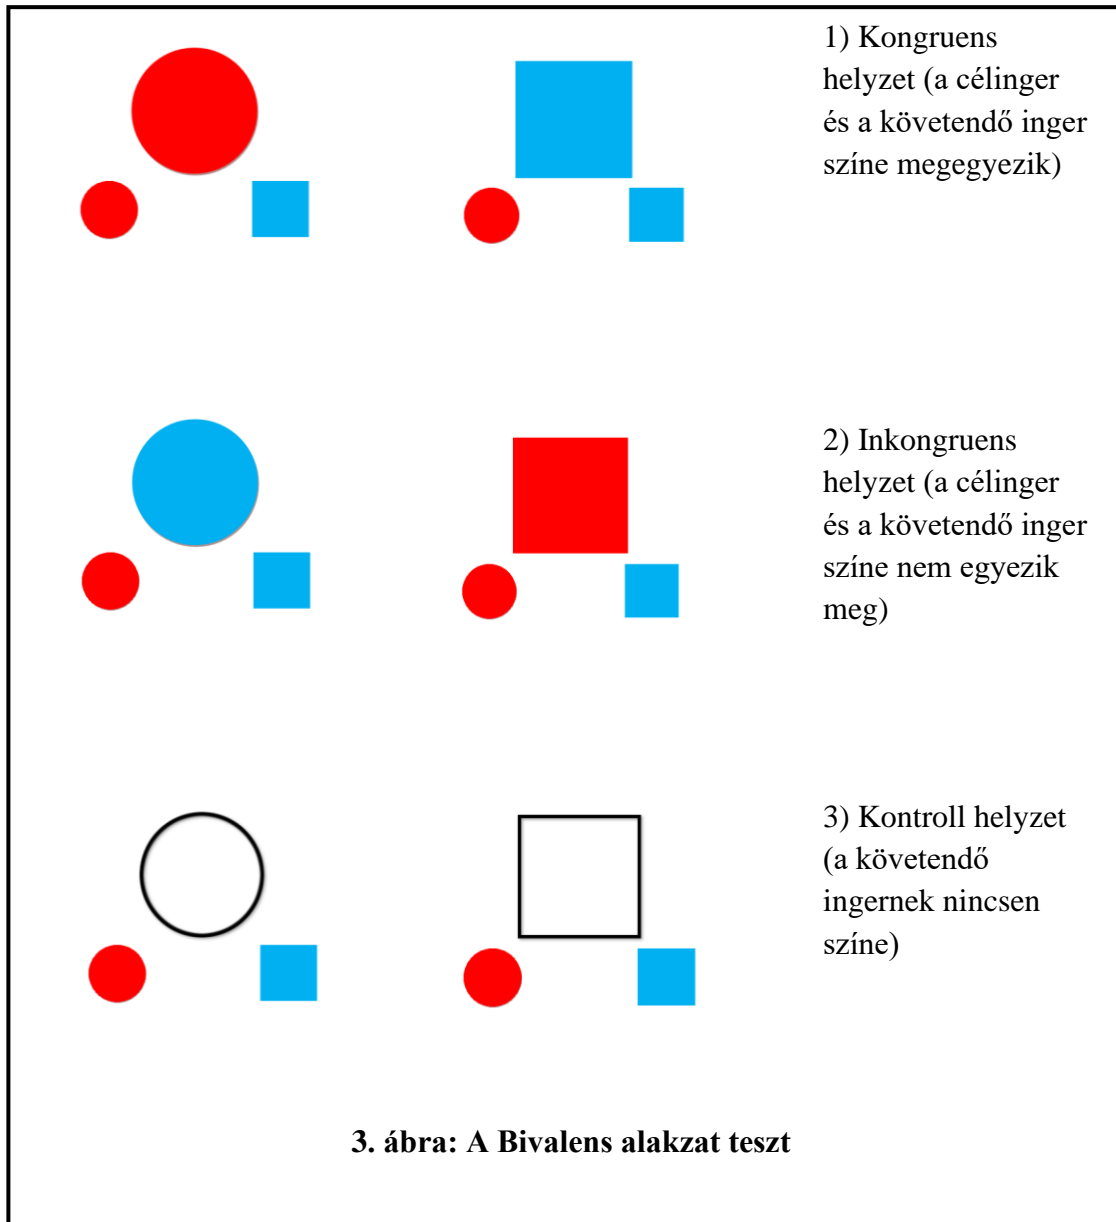 1) Kongruens
helyzet (a célinger
és a követendő inger
színe megegyezik)
2) Inkongruens
helyzet (a célinger
és a követendő inger
színe nem egyezik
meg)
3) Kontroll helyzet
(a követendő
ingernek nincsen
színe)
3. ábra: A Bivalens alakzat teszt